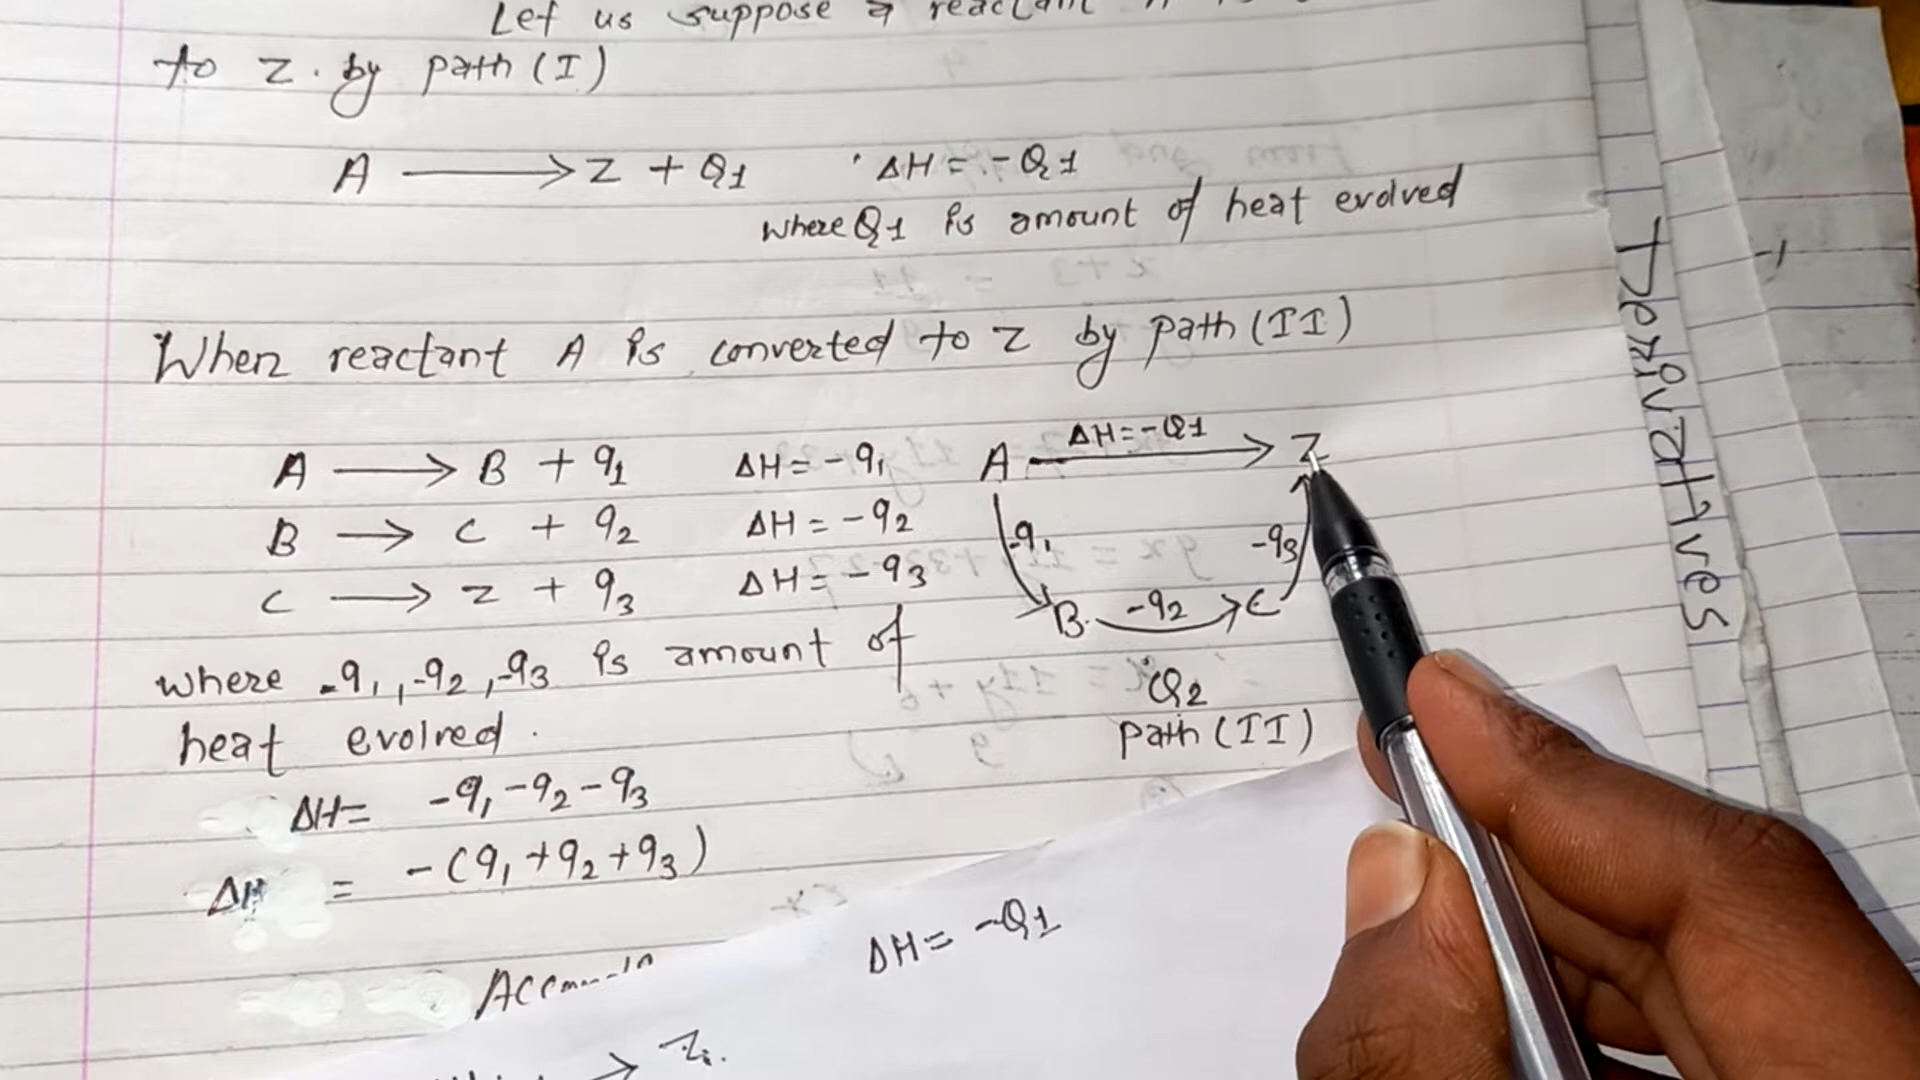 Let us suppose a reactant
to z. by path (I)
A ⟶ z + Q1 ΔH = -Q1
where Q1 is amount of heat evolved
When reactant A is converted to z by path (II)
A ⟶ B + q1 ΔH = -q1
B ⟶ C + q2 ΔH = -q2
C ⟶ z + q3 ΔH = -q3
where -q1, -q2, -q3 is amount of
heat evolved.
ΔH = -q1 -q2 -q3
ΔH = -(q1 + q2 + q3)
A ΔH = -Q1 ⟶ Z
-q1 -q3
B -q2 ⟶ C
Q2
path (II)
ΔH = -Q1
⟶ Z.
Derivatives